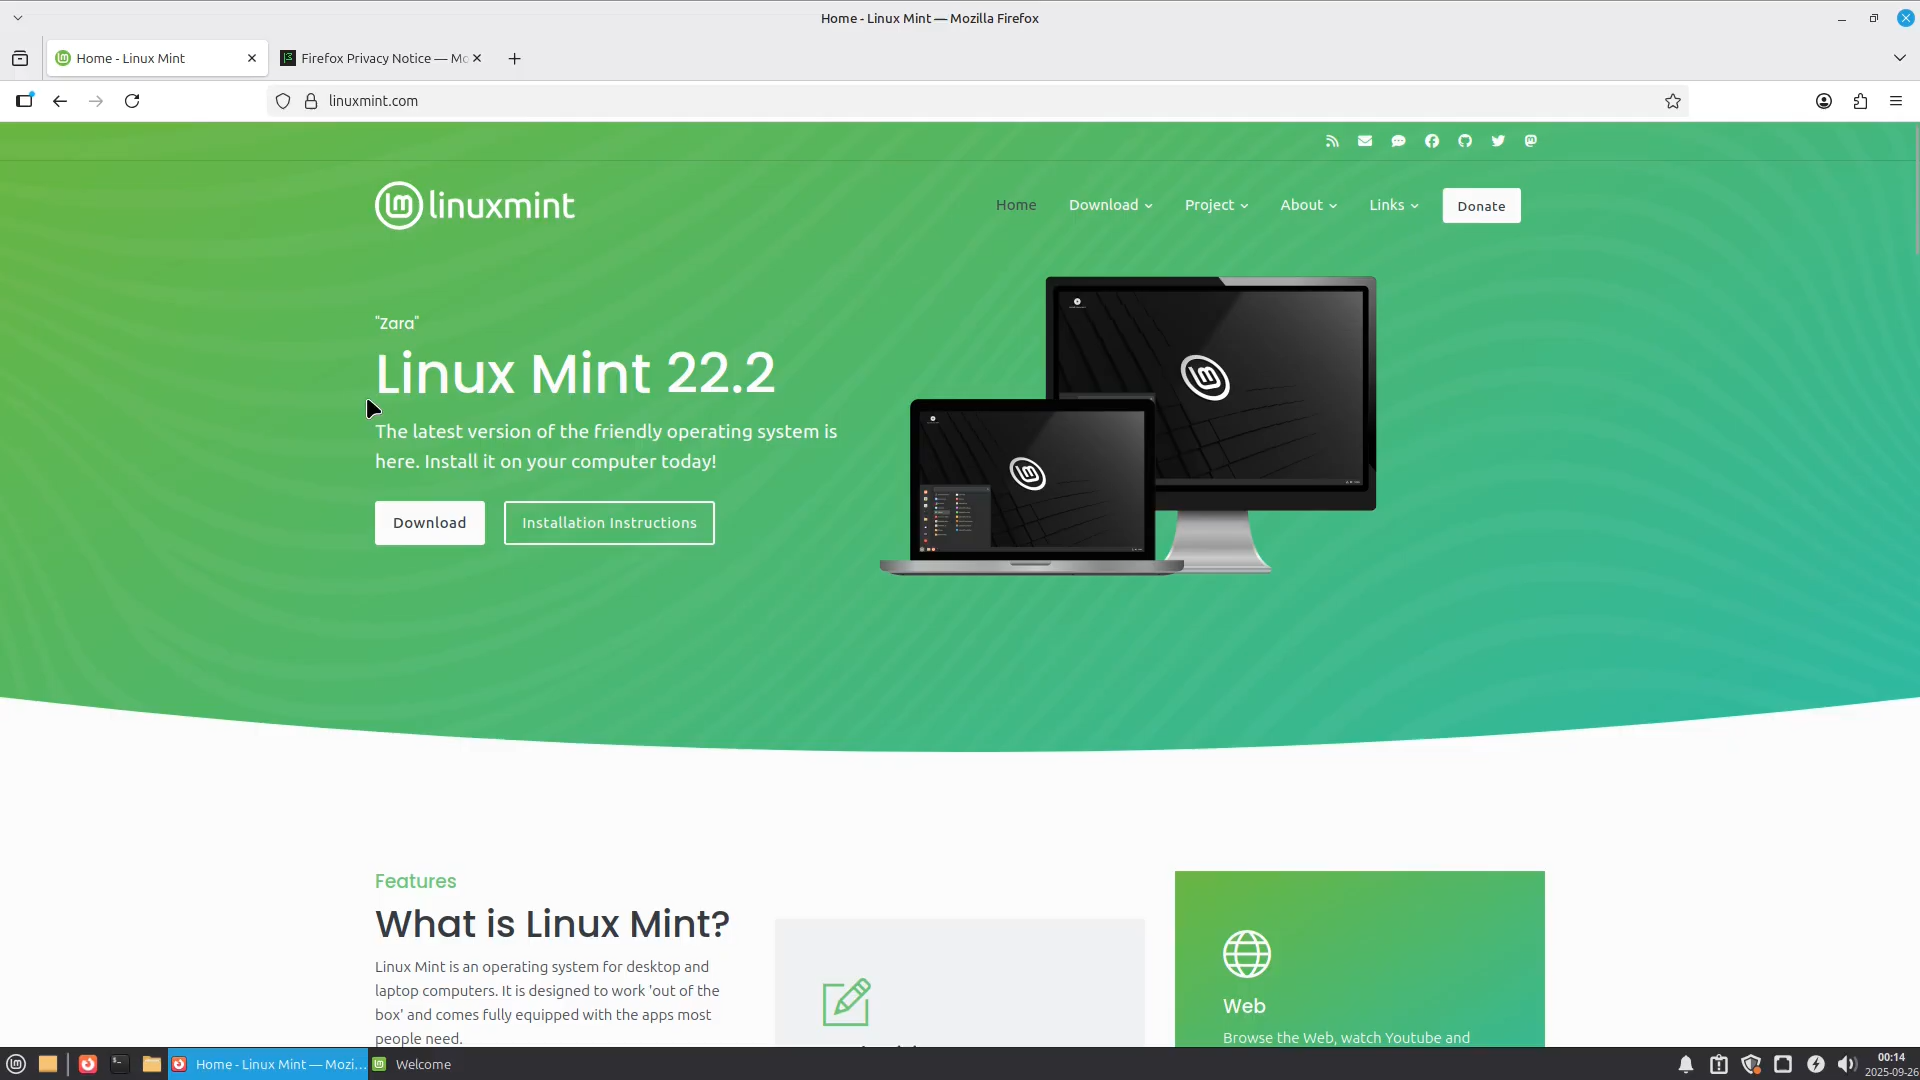 Home - Linux Mint — Mozilla Firefox
Home - Linux Mint
Firefox Privacy Notice — Mo
linuxmint.com
linuxmint
Home
Download
Project
About
Links
Donate
"Zara"
Linux Mint 22.2
The latest version of the friendly operating system is
here. Install it on your computer today!
Download
Installation Instructions
Features
What is Linux Mint?
Linux Mint is an operating system for desktop and
laptop computers. It is designed to work 'out of the
box' and comes fully equipped with the apps most
people need.
Web
Browse the Web, watch Youtube and
Home - Linux Mint — Mozi...
Welcome
00:14
2025-09-26